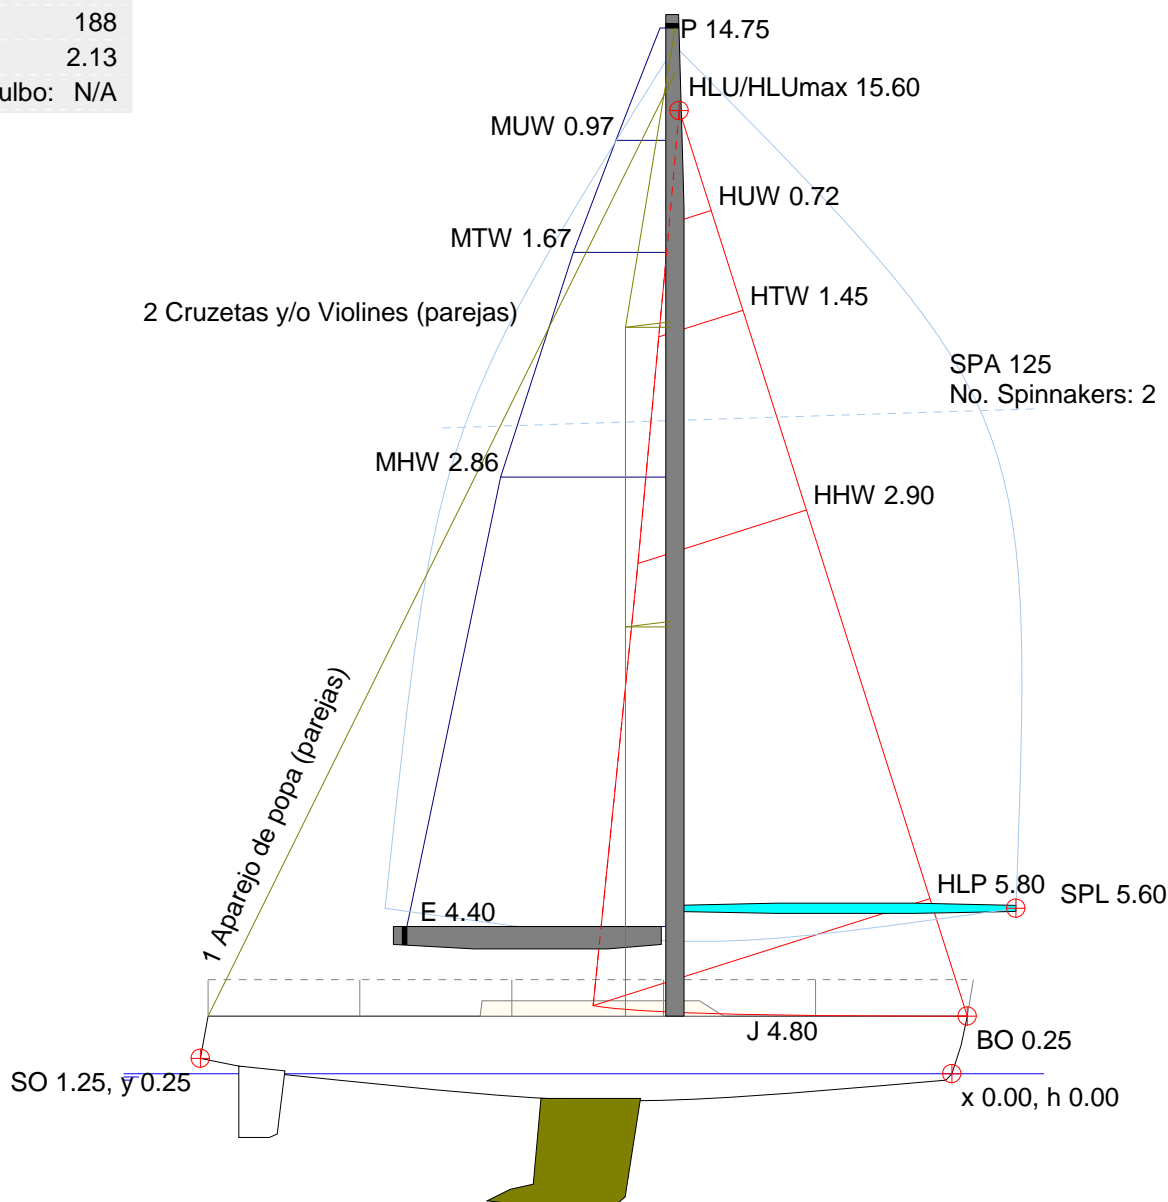 188
2.13
ulbo: N/A
P 14.75
HLU/HLUmax 15.60
MUW 0.97
HUW 0.72
MTW 1.67
HTW 1.45
2 Cruzetas y/o Violines (parejas)
SPA 125
No. Spinnakers: 2
MHW 2.86
HHW 2.90
1 Aparejo de popa (parejas)
HLP 5.80
SPL 5.60
E 4.40
J 4.80
BO 0.25
SO 1.25, y 0.25
x 0.00, h 0.00